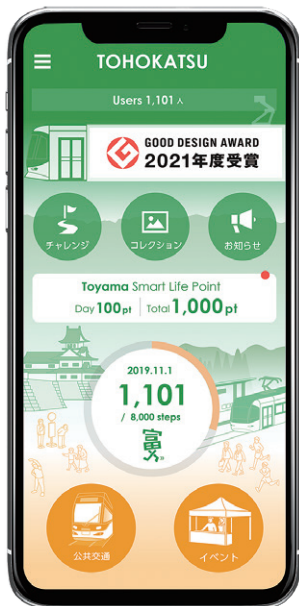 TOHOKATSU
Users 1,101 人
GOOD DESIGN AWARD
2021年度受賞
チャレンジ
コレクション
お知らせ
Toyama Smart Life Point
Day 100pt Total 1,000pt
2019.11.1
1,101
/ 8,000 steps
公共交通
イベント